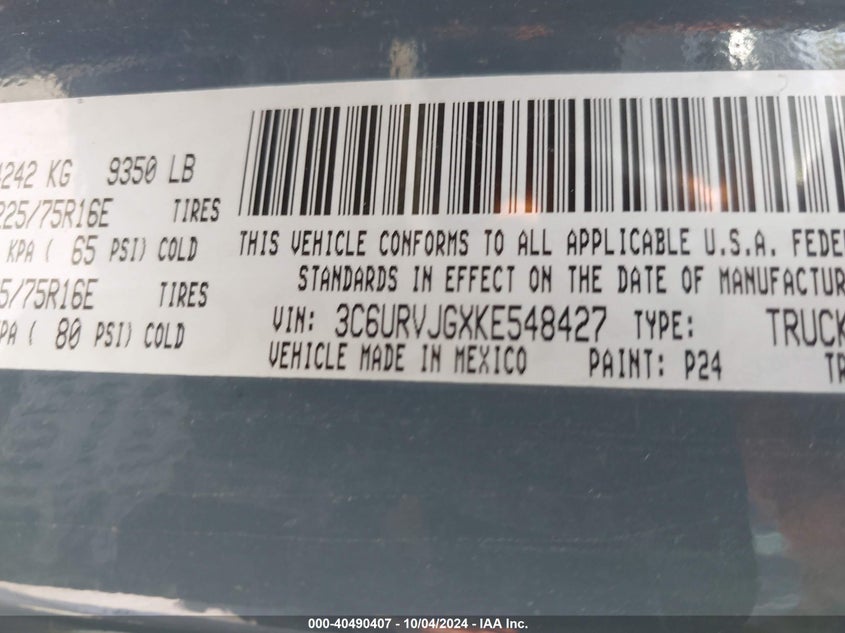 4242 KG 9350 LB
225/75R16E TIRES
KPA ( 65 PSI) COLD
5/75R16E TIRES
PA ( 80 PSI) COLD
THIS VEHICLE CONFORMS TO ALL APPLICABLE U.S.A. FEDE
STANDARDS IN EFFECT ON THE DATE OF MANUFACTUR
VIN: 3C6URVJGXKE548427 TYPE: TRUCK
VEHICLE MADE IN MEXICO PAINT: P24 TR
000-40490407 - 10/04/2024 - IAA Inc.